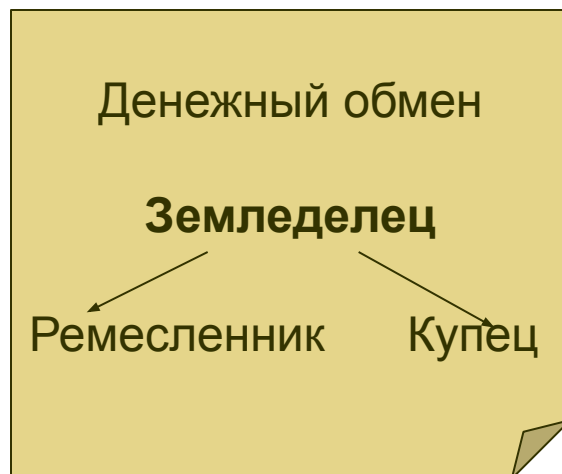 Денежный обмен
Земледелец
Ремесленник Купец